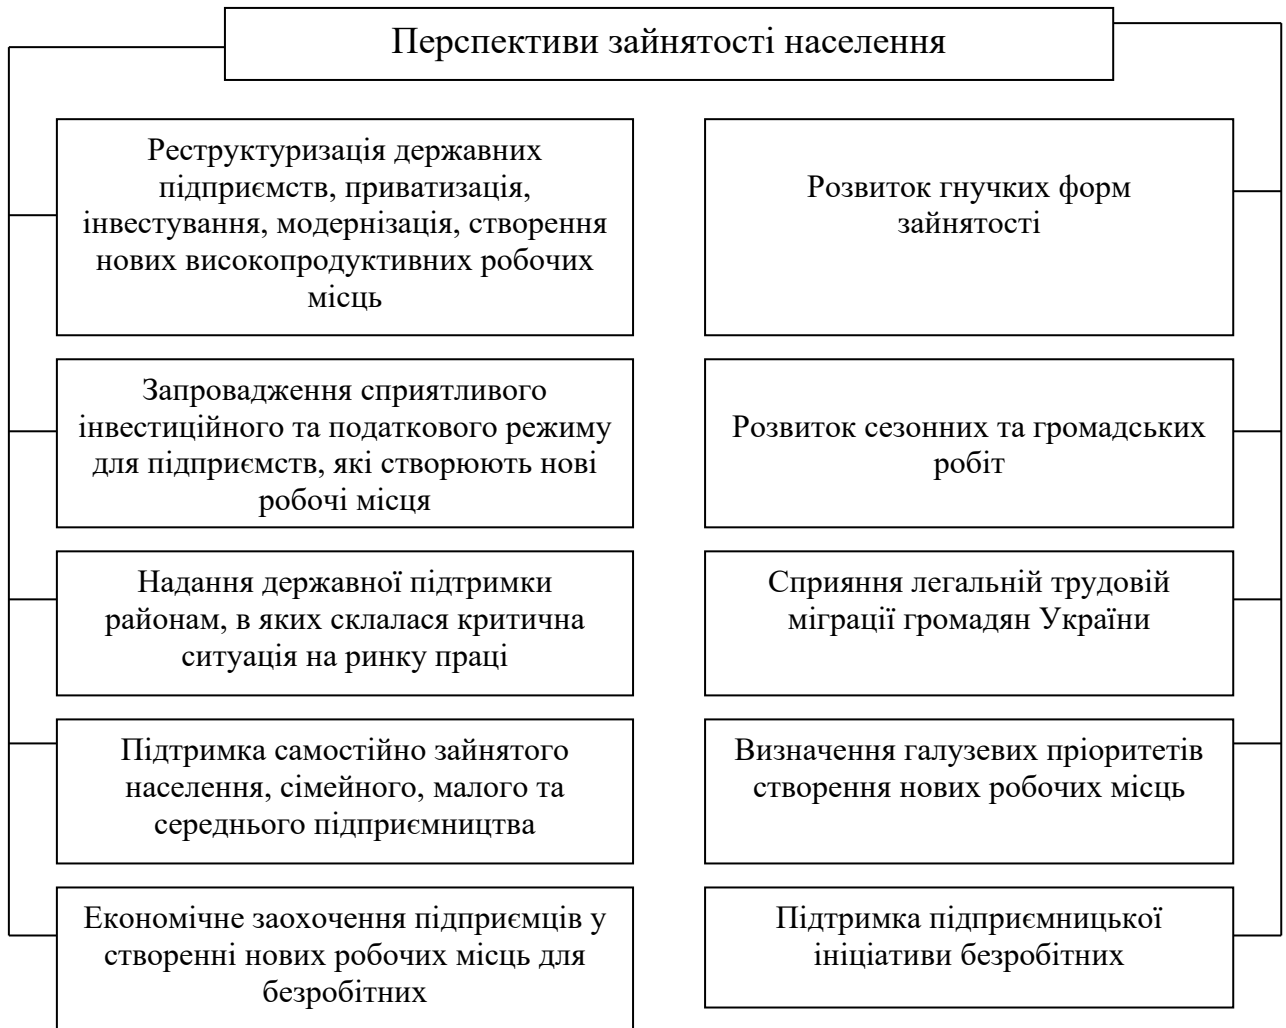 Перспективи зайнятості населення
Реструктуризація державних
підприємств, приватизація,
інвестування, модернізація, створення
нових високопродуктивних робочих
місць
Розвиток гнучких форм
зайнятості
Запровадження сприятливого
інвестиційного та податкового режиму
для підприємств, які створюють нові
робочі місця
Розвиток сезонних та громадських
робіт
Надання державної підтримки
районам, в яких склалася критична
ситуація на ринку праці
Сприяння легальній трудовій
міграції громадян України
Підтримка самостійно зайнятого
населення, сімейного, малого та
середнього підприємництва
Визначення галузевих пріоритетів
створення нових робочих місць
Економічне заохочення підприємців у
створенні нових робочих місць для
безробітних
Підтримка підприємницької
ініціативи безробітних